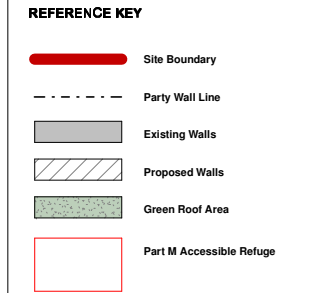 REFERENCE KEY
Site Boundary
Party Wall Line
Existing Walls
Proposed Walls
Green Roof Area
Part M Accessible Refuge